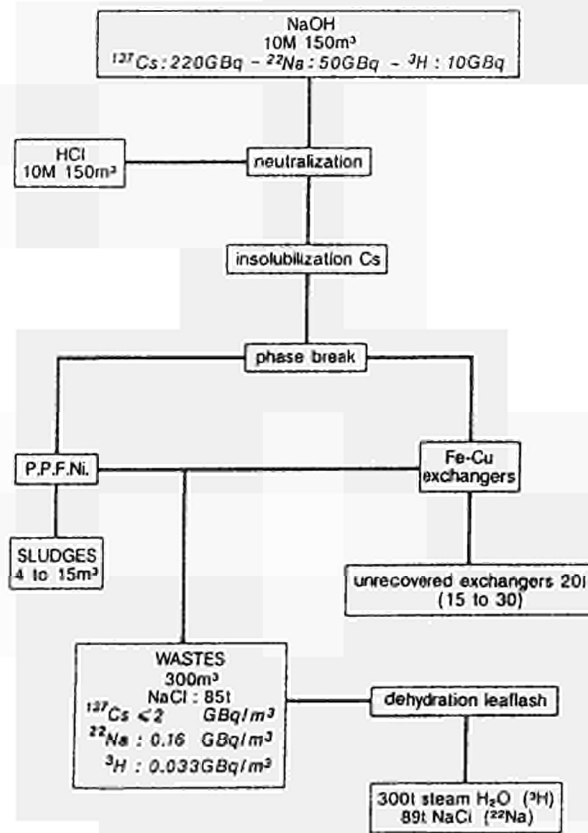 NaOH
10M 150m³
¹³⁷Cs : 220GBq – ²²Na : 50GBq – ³H : 10GBq
HCl
10M 150m³
neutralization
insolubilization Cs
phase break
P.P.F.Ni.
Fe-Cu
exchangers
SLUDGES
4 to 15m³
unrecovered exchangers 20l
(15 to 30)
WASTES
300m³
NaCl : 85t
¹³⁷Cs <2 GBq/m³
²²Na : 0.16 GBq/m³
³H : 0.033GBq/m³
dehydration leaflash
300t steam H₂O (³H)
89t NaCl (²²Na)